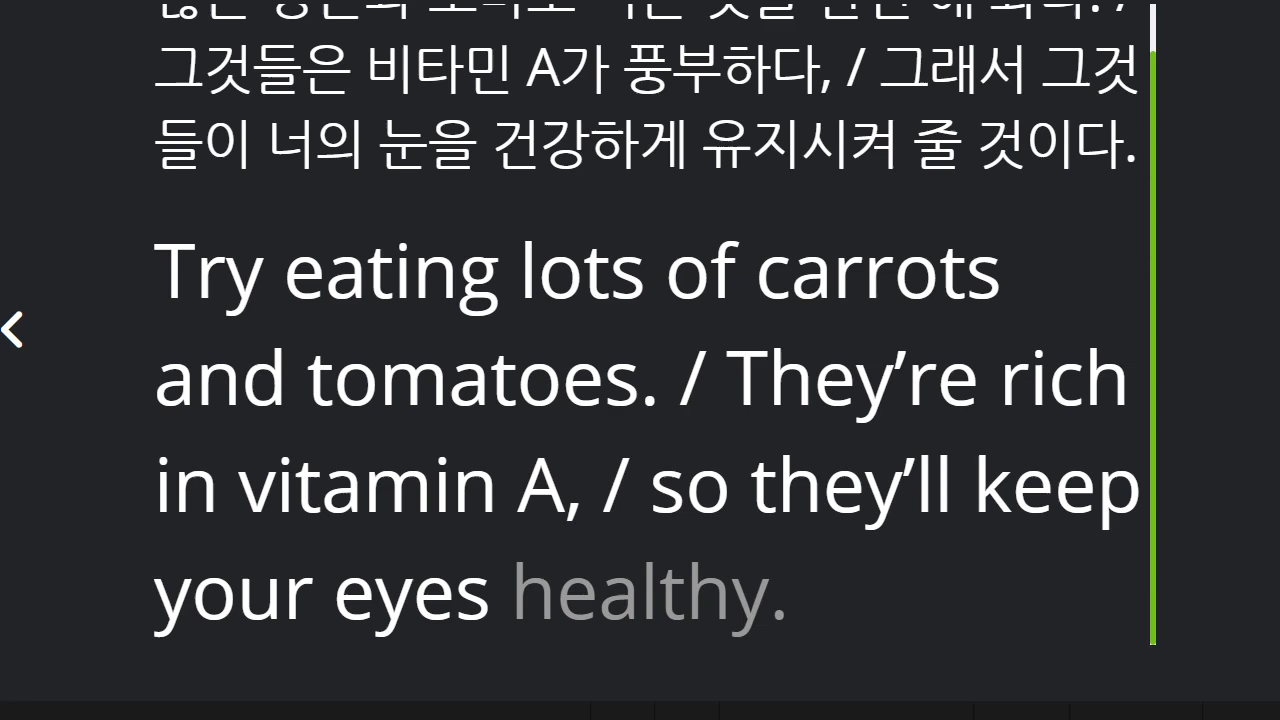 그것들은 비타민 A가 풍부하다, / 그래서 그것
들이 너의 눈을 건강하게 유지시켜 줄 것이다.
Try eating lots of carrots
and tomatoes. / They’re rich
in vitamin A, / so they’ll keep
your eyes healthy.